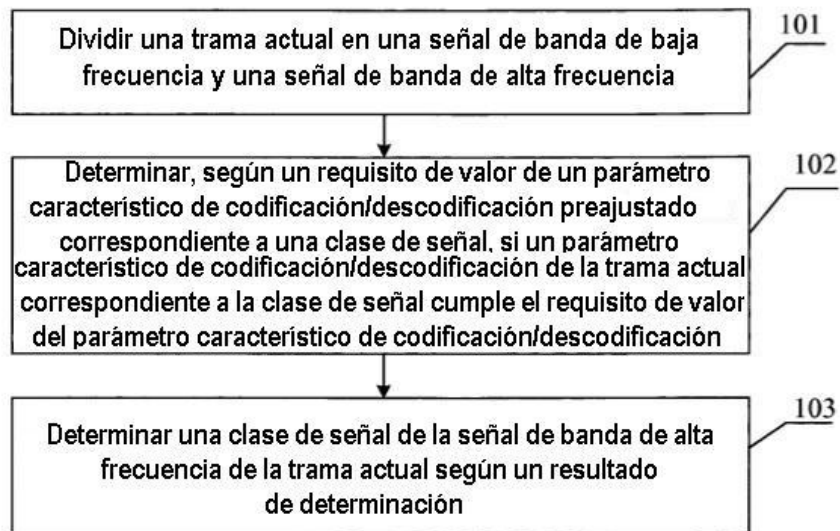 Dividir una trama actual en una señal de banda de baja
frecuencia y una señal de banda de alta frecuencia
101
Determinar, según un requisito de valor de un parámetro
característico de codificación/descodificación preajustado
correspondiente a una clase de señal, si un parámetro
característico de codificación/descodificación de la trama actual
correspondiente a la clase de señal cumple el requisito de valor
del parámetro característico de codificación/descodificación
102
Determinar una clase de señal de la señal de banda de alta
frecuencia de la trama actual según un resultado
de determinación
103